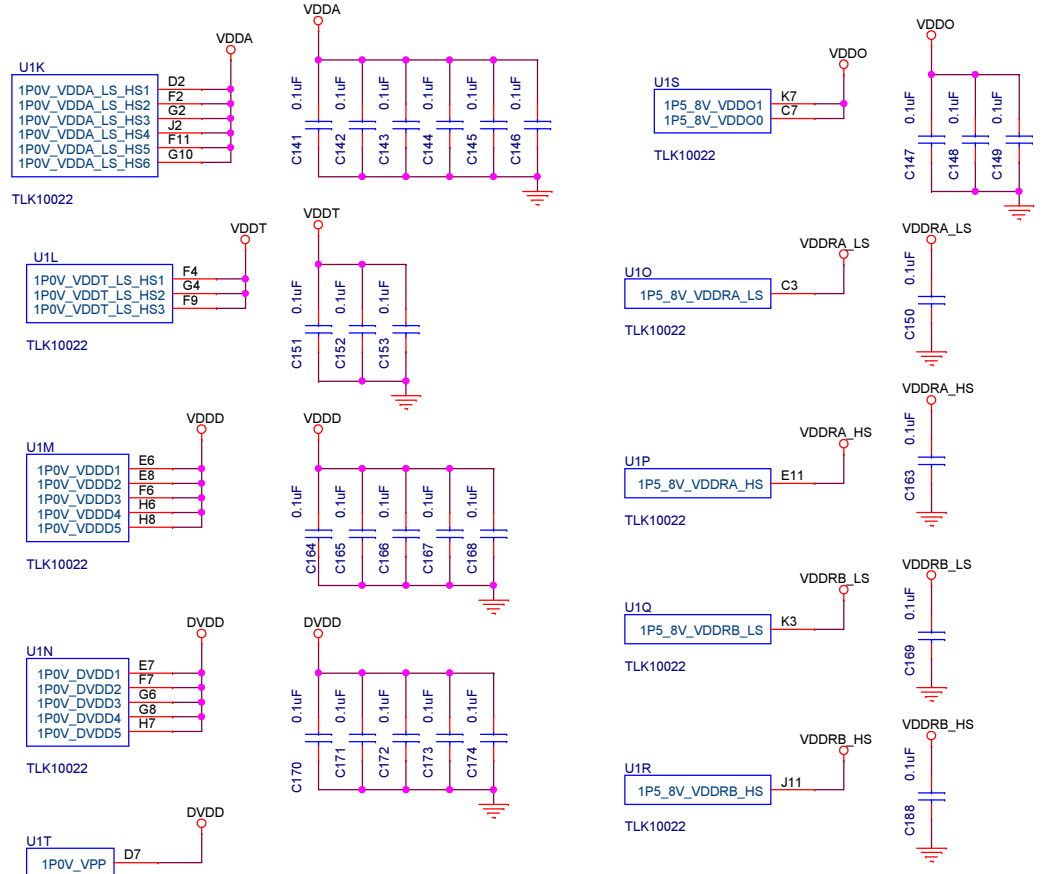 VDDA
U1K
1P0V_VDDA_LS_HS1 D2
1P0V_VDDA_LS_HS2 F2
1P0V_VDDA_LS_HS3 G2
1P0V_VDDA_LS_HS4 J2
1P0V_VDDA_LS_HS5 F11
1P0V_VDDA_LS_HS6 G10
TLK10022
VDDA
0.1uF 0.1uF 0.1uF 0.1uF 0.1uF 0.1uF
C141 C142 C143 C144 C145 C146
VDDO
U1S
1P5_8V_VDDO1 K7
1P5_8V_VDDO0 C7
TLK10022
VDDO
0.1uF 0.1uF 0.1uF
C147 C148 C149
VDDT
U1L
1P0V_VDDT_LS_HS1 F4
1P0V_VDDT_LS_HS2 G4
1P0V_VDDT_LS_HS3 F9
TLK10022
VDDT
0.1uF 0.1uF 0.1uF
C151 C152 C153
VDDRA_LS
U1O
1P5_8V_VDDRA_LS C3
TLK10022
VDDRA_LS
0.1uF
C150
VDDD
U1M
1P0V_VDDD1 E6
1P0V_VDDD2 E8
1P0V_VDDD3 F6
1P0V_VDDD4 H6
1P0V_VDDD5 H8
TLK10022
VDDD
0.1uF 0.1uF 0.1uF 0.1uF 0.1uF
C164 C165 C166 C167 C168
VDDRA_HS
U1P
1P5_8V_VDDRA_HS E11
TLK10022
VDDRA_HS
0.1uF
C163
VDDRB_LS
U1Q
1P5_8V_VDDRB_LS K3
TLK10022
VDDRB_LS
0.1uF
C169
DVDD
U1N
1P0V_DVDD1 E7
1P0V_DVDD2 F7
1P0V_DVDD3 G6
1P0V_DVDD4 G8
1P0V_DVDD5 H7
TLK10022
DVDD
0.1uF 0.1uF 0.1uF 0.1uF 0.1uF
C170 C171 C172 C173 C174
VDDRB_HS
U1R
1P5_8V_VDDRB_HS J11
TLK10022
VDDRB_HS
0.1uF
C188
DVDD
U1T
1P0V_VPP D7